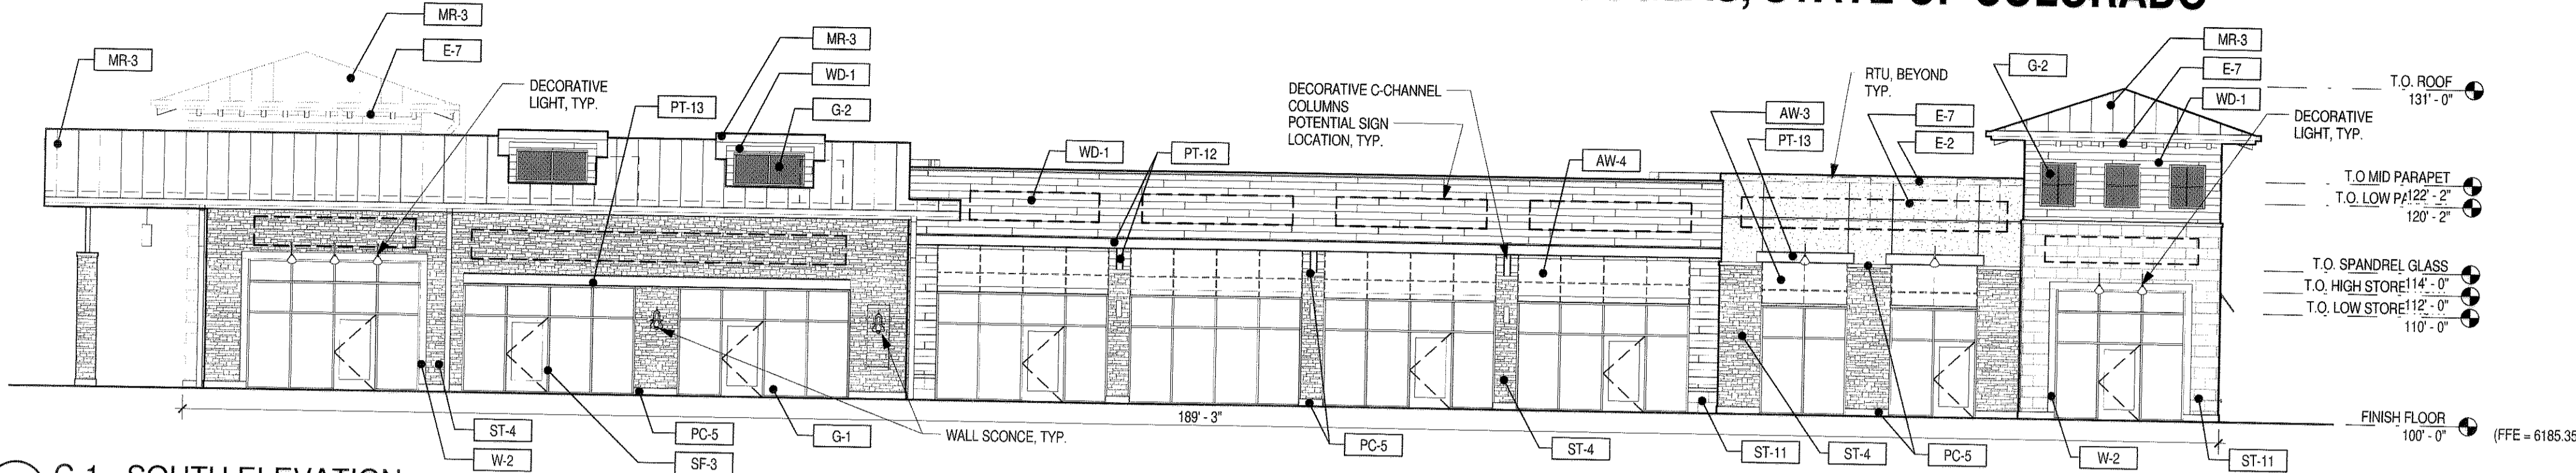 STATE OF COLORADO
MR-3
MR-3
E-7
DECORATIVE
LIGHT, TYP.
PT-13
MR-3
WD-1
G-2
WD-1
PT-12
DECORATIVE C-CHANNEL
COLUMNS
POTENTIAL SIGN
LOCATION, TYP.
AW-4
RTU, BEYOND
TYP.
AW-3
PT-13
E-7
E-2
G-2
MR-3
E-7
WD-1
DECORATIVE
LIGHT, TYP.
T.O. ROOF
131' - 0"
T.O MID PARAPET
122' - 2"
T.O. LOW PA
120' - 2"
T.O. SPANDREL GLASS
114' - 0"
T.O. HIGH STORE
112' - 0"
T.O. LOW STORE
110' - 0"
FINISH FLOOR
100' - 0"
(FFE = 6185.35
189' - 3"
ST-4
W-2
SF-3
PC-5
G-1
WALL SCONCE, TYP.
PC-5
ST-4
ST-11
ST-4
PC-5
W-2
ST-11
C-1 - SOUTH ELEVATION